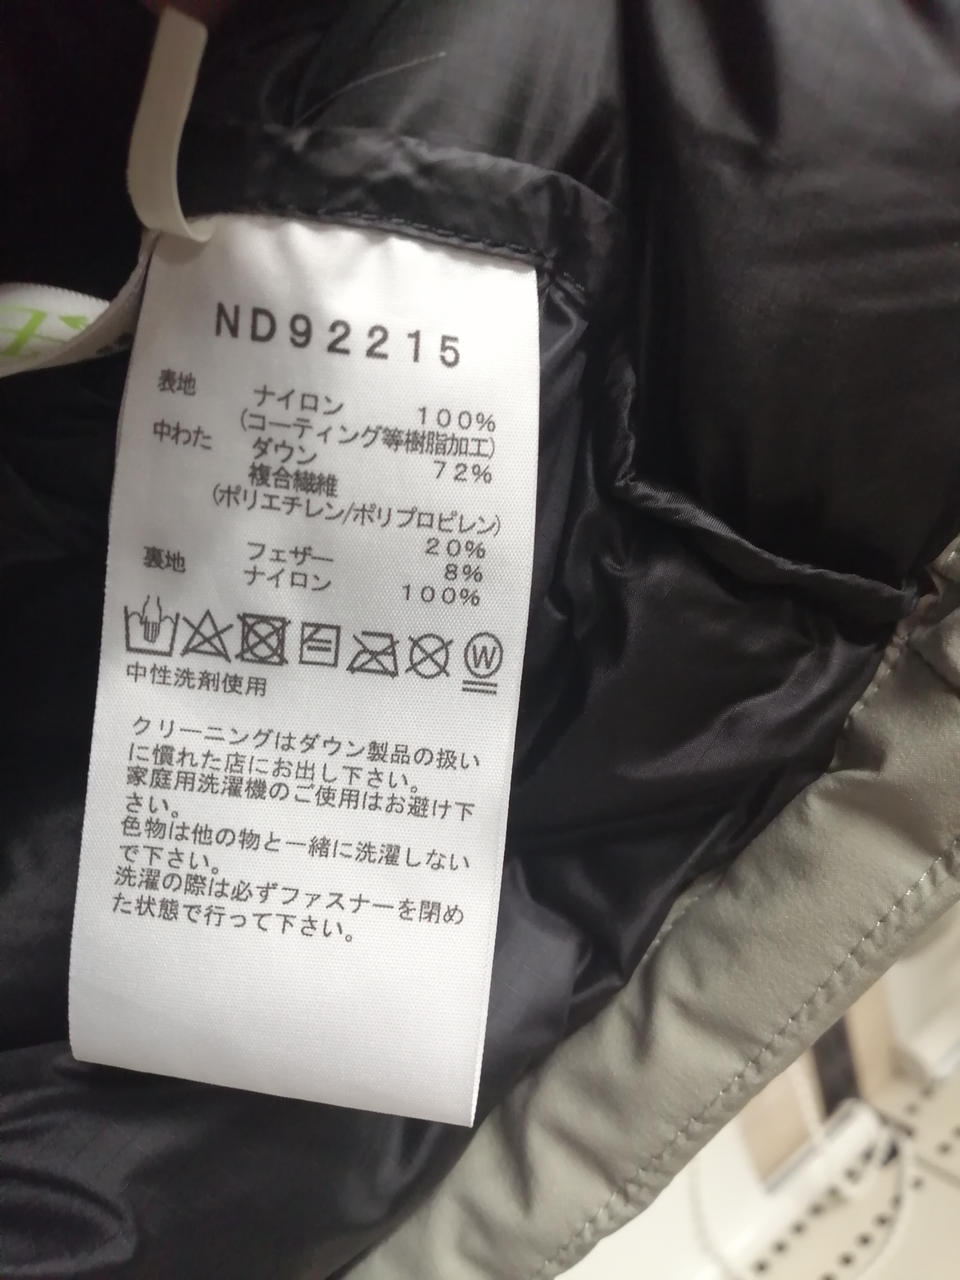 ND92215
表地 ナイロン 100%
(コーティング等樹脂加工)
中わた ダウン 72%
複合繊維
(ポリエチレン/ポリプロピレン)
20%
フェザー 8%
裏地 ナイロン 100%
W
中性洗剤使用
クリーニングはダウン製品の扱い
に慣れた店にお出し下さい。
家庭用洗濯機のご使用はお避け下
さい。
色物は他の物と一緒に洗濯しない
で下さい。
洗濯の際は必ずファスナーを閉め
た状態で行って下さい。